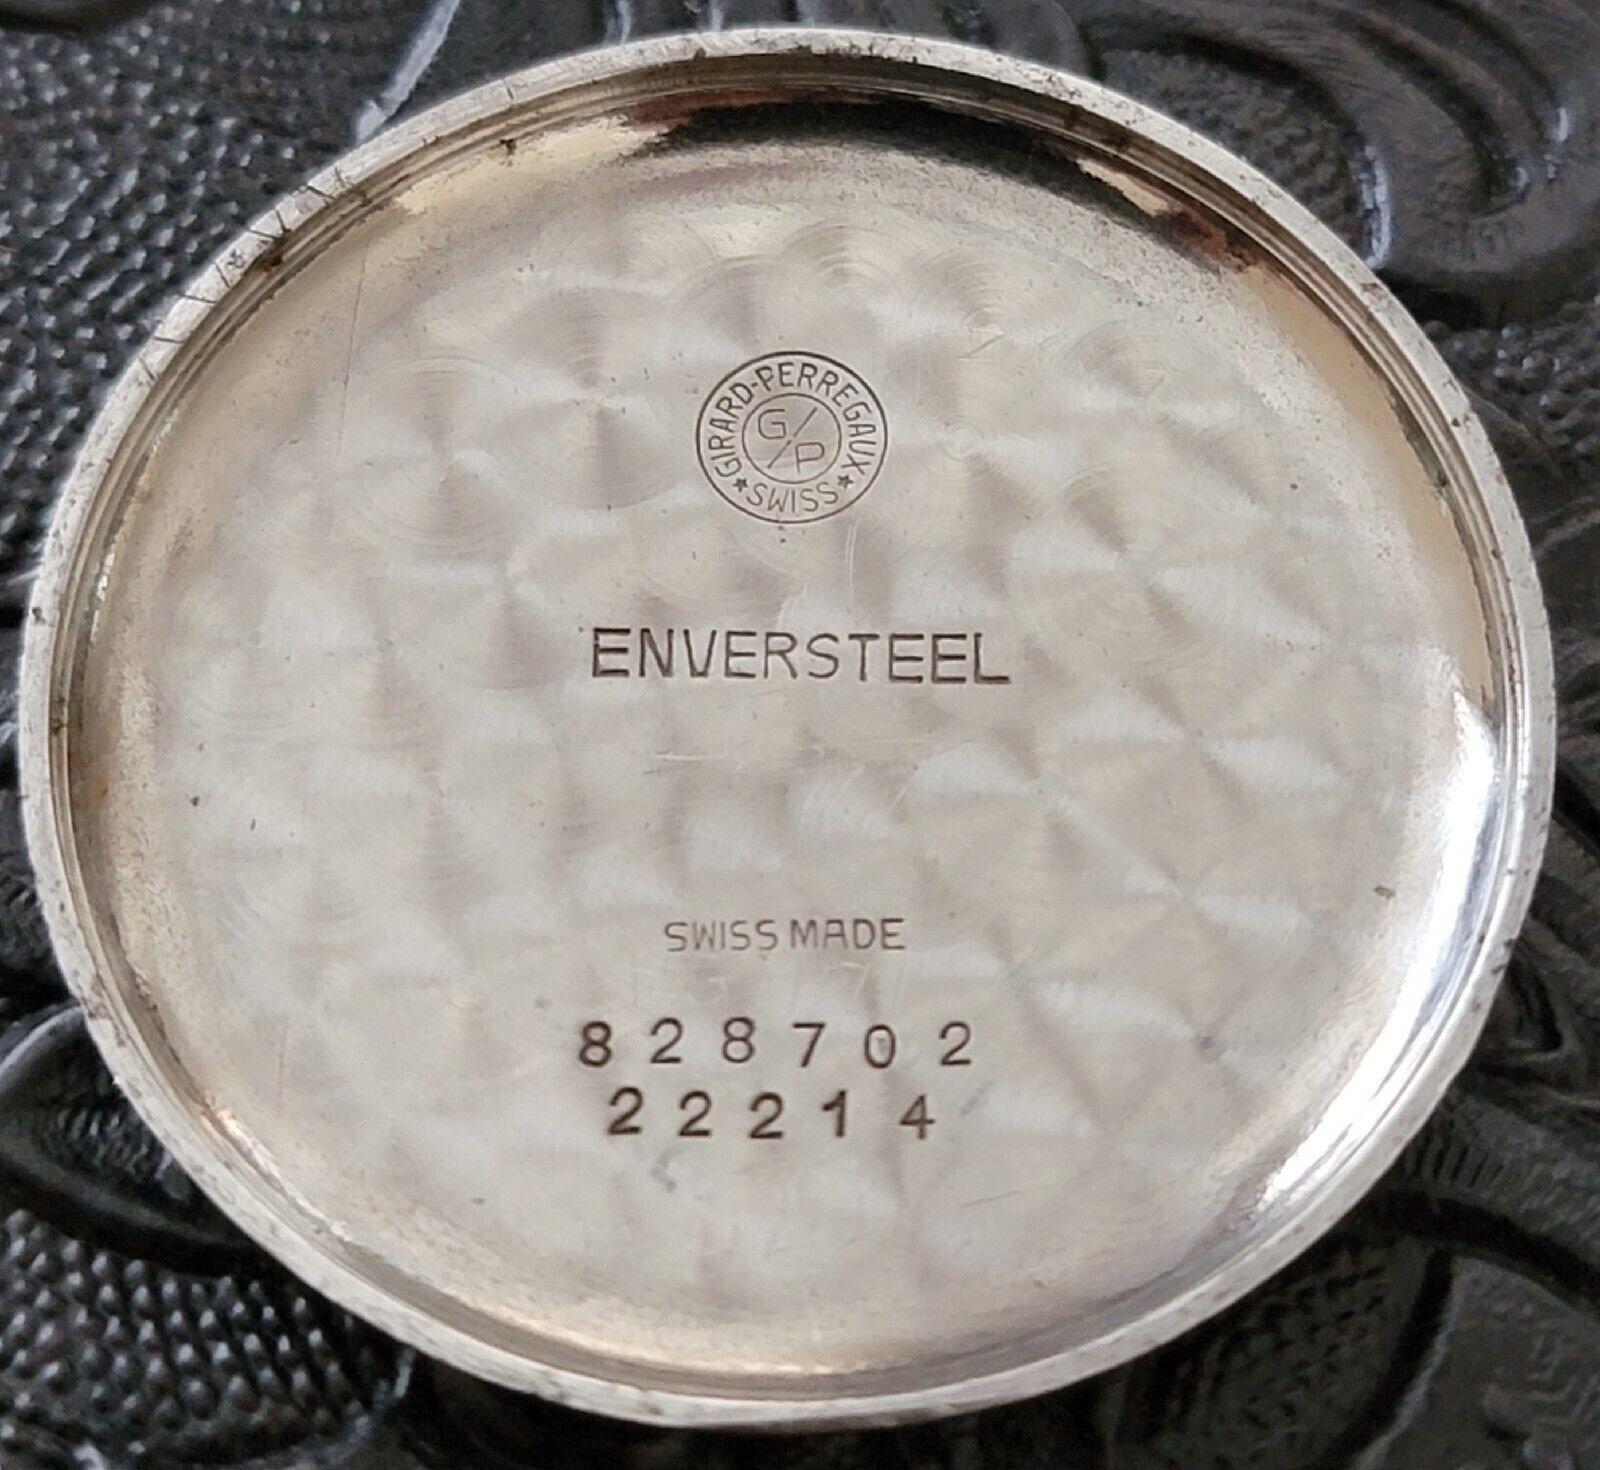 GIRARD-PERREGAUX
G/P
★SWISS★
ENVERSTEEL
SWISS MADE
828702
22214